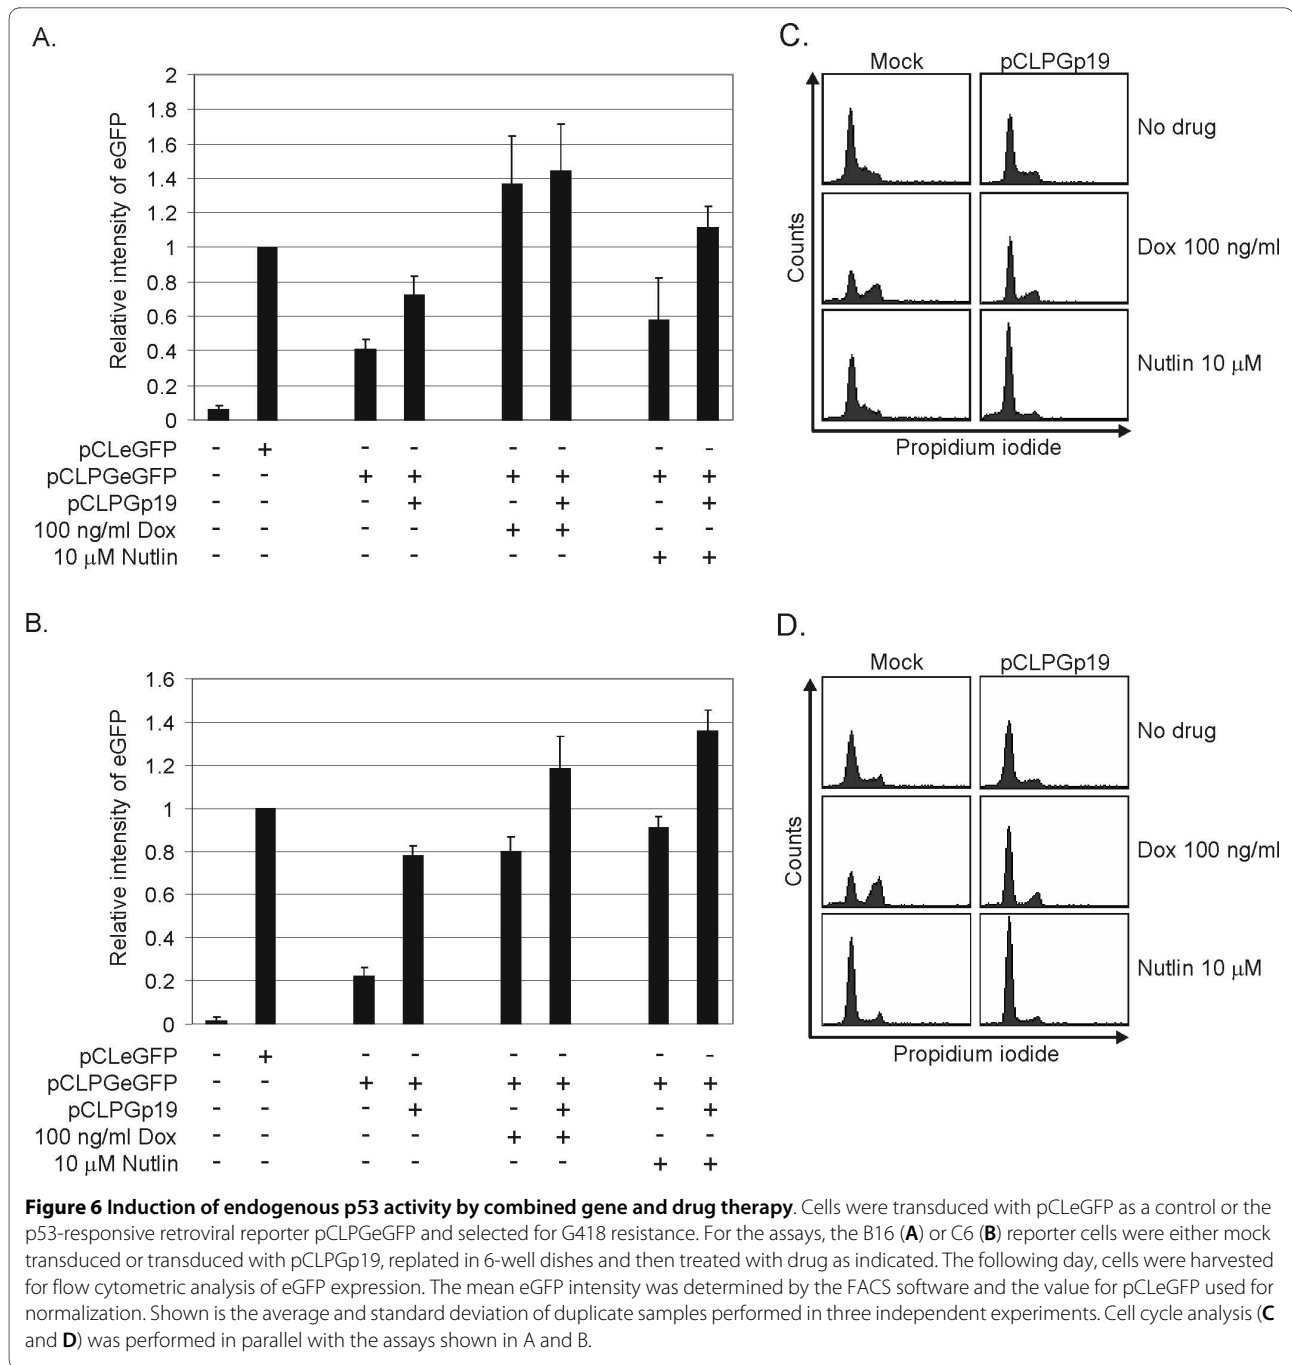 A.
2
1.8
1.6
1.4
1.2
1
0.8
0.6
0.4
0.2
0
Relative intensity of eGFP
pCLeGFP - + - - - - - -
pCLPGeGFP - - + + + + + +
pCLPGp19 - - - + - + - +
100 ng/ml Dox - - - - + + - -
10 μM Nutlin - - - - - - + +
C.
Mock pCLPGp19
No drug
Dox 100 ng/ml
Nutlin 10 μM
Counts
Propidium iodide
B.
1.6
1.4
1.2
1
0.8
0.6
0.4
0.2
0
Relative intensity of eGFP
pCLeGFP - + - - - - - -
pCLPGeGFP - - + + + + + +
pCLPGp19 - - - + - + - +
100 ng/ml Dox - - - - + + - -
10 μM Nutlin - - - - - - + +
D.
Mock pCLPGp19
No drug
Dox 100 ng/ml
Nutlin 10 μM
Counts
Propidium iodide
Figure 6 Induction of endogenous p53 activity by combined gene and drug therapy. Cells were transduced with pCLeGFP as a control or the
p53-responsive retroviral reporter pCLPGeGFP and selected for G418 resistance. For the assays, the B16 (A) or C6 (B) reporter cells were either mock
transduced or transduced with pCLPGp19, replated in 6-well dishes and then treated with drug as indicated. The following day, cells were harvested
for flow cytometric analysis of eGFP expression. The mean eGFP intensity was determined by the FACS software and the value for pCLeGFP used for
normalization. Shown is the average and standard deviation of duplicate samples performed in three independent experiments. Cell cycle analysis (C
and D) was performed in parallel with the assays shown in A and B.